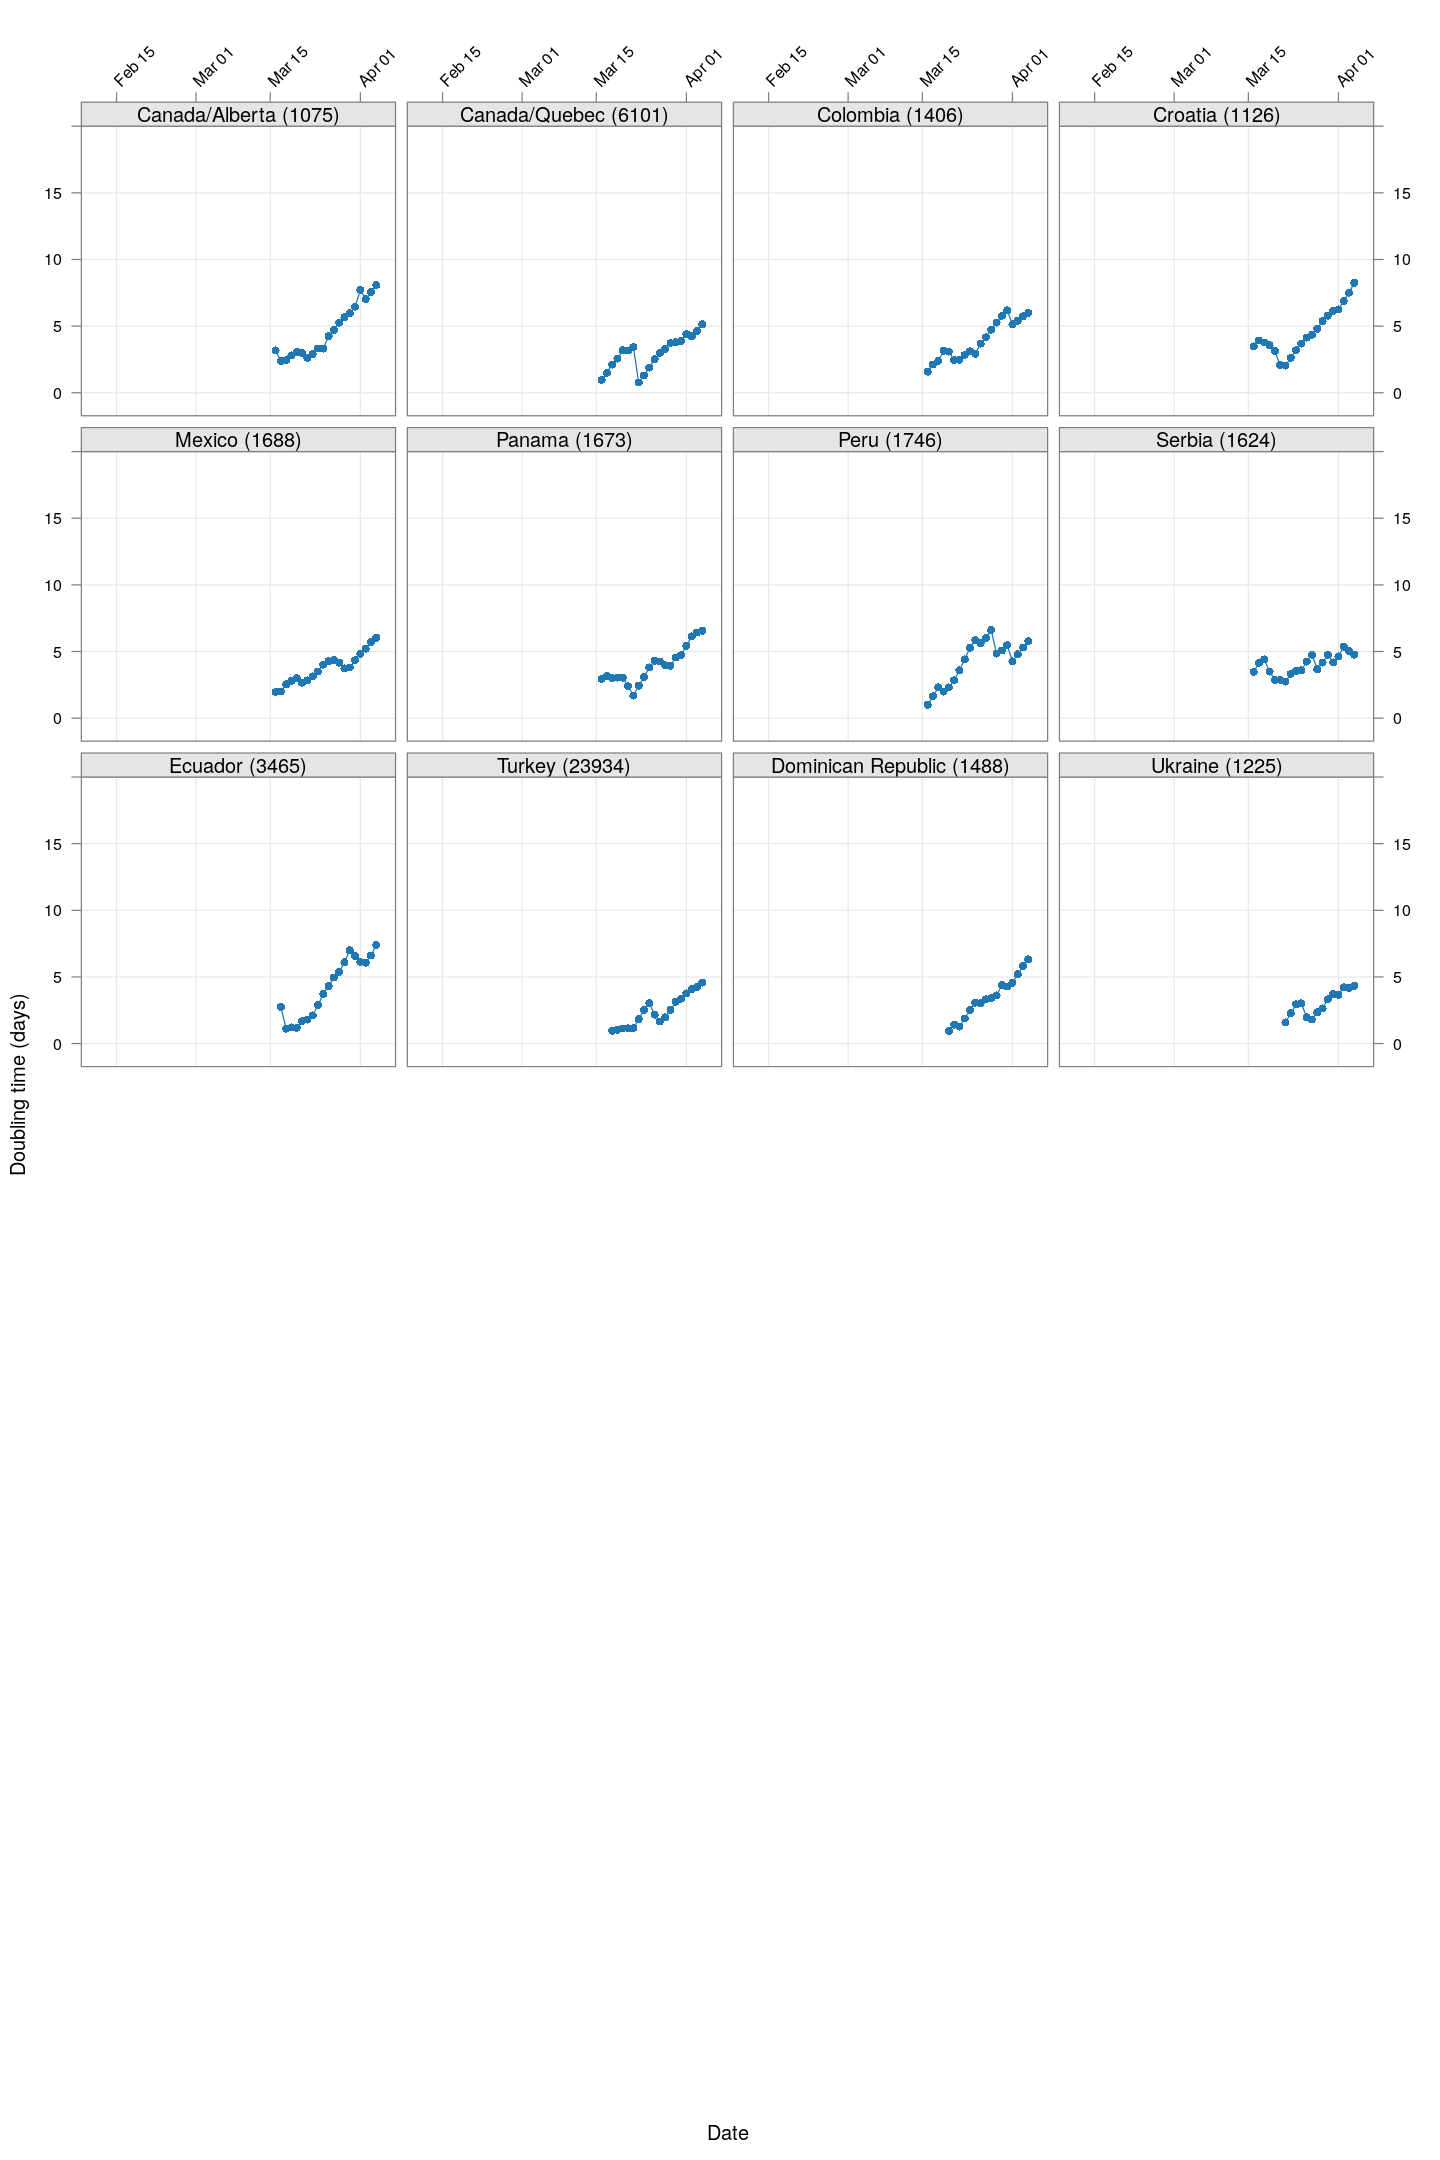 Feb 15 Mar 01 Mar 15 Apr 01 Feb 15 Mar 01 Mar 15 Apr 01 Feb 15 Mar 01 Mar 15 Apr 01 Feb 15 Mar 01 Mar 15 Apr 01
Canada/Alberta (1075) Canada/Quebec (6101) Colombia (1406) Croatia (1126)
15 15
10 10
5 5
0 0
Mexico (1688) Panama (1673) Peru (1746) Serbia (1624)
15 15
10 10
5 5
0 0
Ecuador (3465) Turkey (23934) Dominican Republic (1488) Ukraine (1225)
15 15
10 10
5 5
0 0
Doubling time (days)
Date